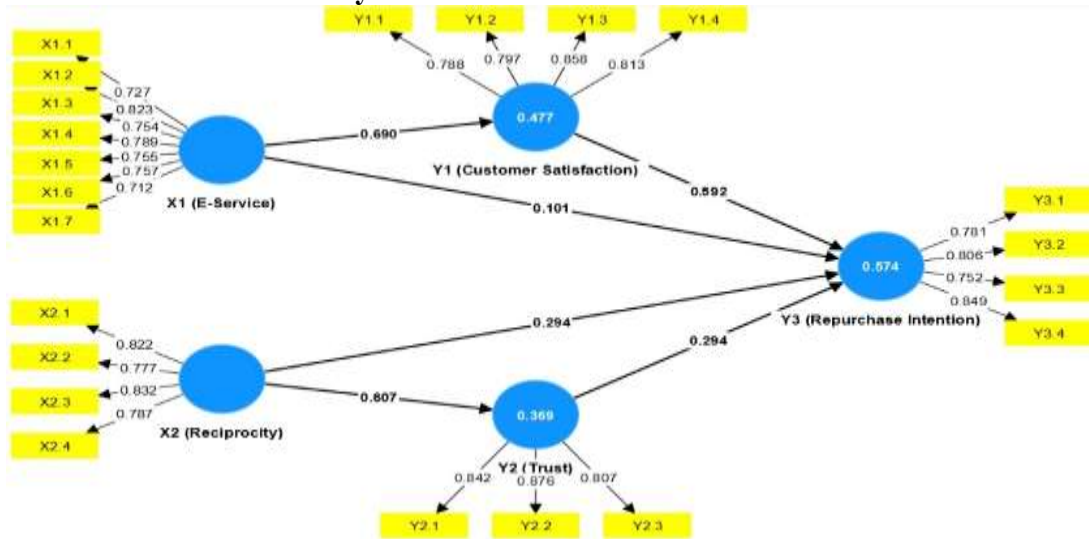 Y1.1
Y1.2
Y1.3
Y1.4
X1.1
X1.2
X1.3
X1.4
X1.5
X1.6
X1.7
0.727
0.823
0.754
0.789
0.755
0.757
0.712
X1 (E-Service)
0.788
0.797
0.858
0.813
0.477
Y1 (Customer Satisfaction)
0.690
0.592
0.101
0.574
Y3 (Repurchase Intention)
0.781
0.806
0.752
0.849
Y3.1
Y3.2
Y3.3
Y3.4
X2.1
X2.2
X2.3
X2.4
0.822
0.777
0.832
0.787
X2 (Reciprocity)
0.294
0.294
0.607
0.369
Y2 (Trust)
0.842
0.876
0.807
Y2.1
Y2.2
Y2.3